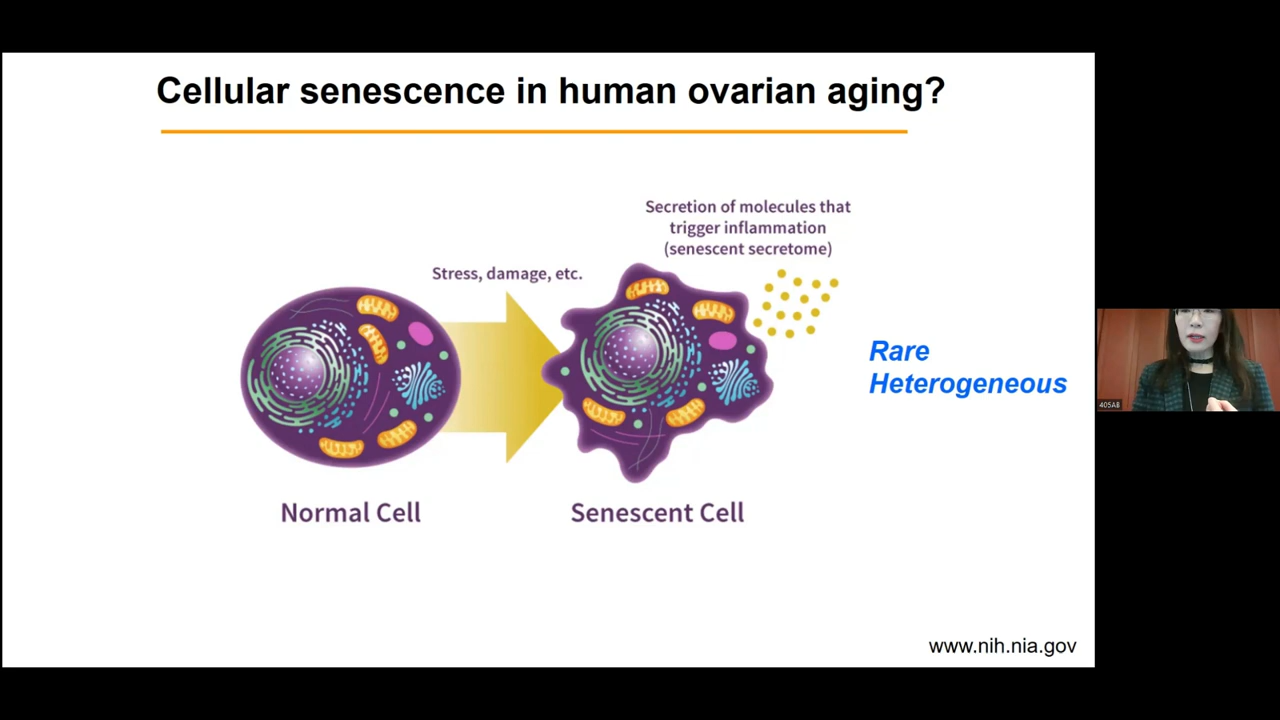 Cellular senescence in human ovarian aging?
Secretion of molecules that
trigger inflammation
(senescent secretome)
Stress, damage, etc.
Rare
Heterogeneous
Normal Cell
Senescent Cell
www.nih.nia.gov
405AB